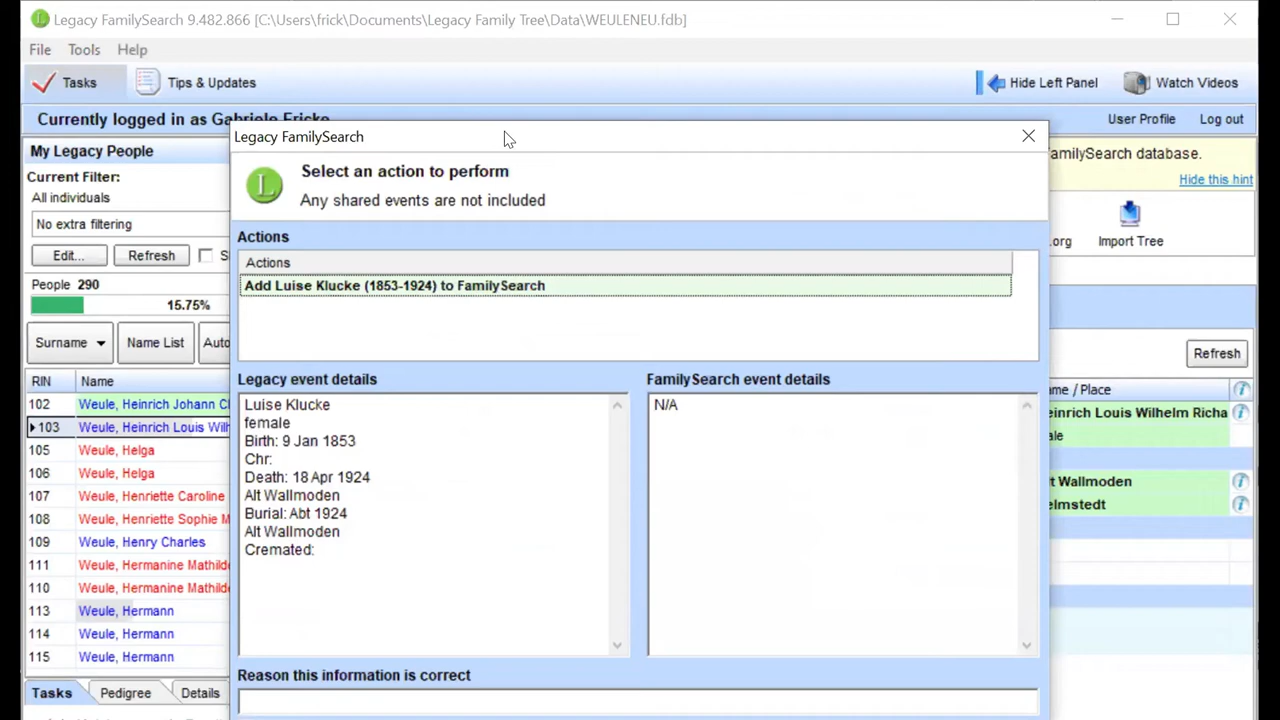 Legacy FamilySearch 9.482.866 [C:\Users\frick\Documents\Legacy Family Tree\Data\WEULENEU.fdb]
File Tools Help
Tasks Tips & Updates Hide Left Panel Watch Videos
Currently logged in as Gabriele Fricke User Profile Log out
My Legacy People
Current Filter:
All individuals
No extra filtering
Edit... Refresh S
People 290
15.75%
Surname Name List Auto
RIN Name
102 Weule, Heinrich Johann C
103 Weule, Heinrich Louis Wilh
105 Weule, Helga
106 Weule, Helga
107 Weule, Henriette Caroline
108 Weule, Henriette Sophie M
109 Weule, Henry Charles
111 Weule, Hermanine Mathild
110 Weule, Hermanine Mathild
113 Weule, Hermann
114 Weule, Hermann
115 Weule, Hermann
Tasks Pedigree Details
Legacy FamilySearch
Select an action to perform
Any shared events are not included
Actions
Actions
Add Luise Klucke (1853-1924) to FamilySearch
Legacy event details
Luise Klucke
female
Birth: 9 Jan 1853
Chr:
Death: 18 Apr 1924
Alt Wallmoden
Burial: Abt 1924
Alt Wallmoden
Cremated:
FamilySearch event details
N/A
Reason this information is correct
amilySearch database.
Hide this hint
.org Import Tree
Refresh
me / Place
einrich Louis Wilhelm Richa
ale
t Wallmoden
elmstedt